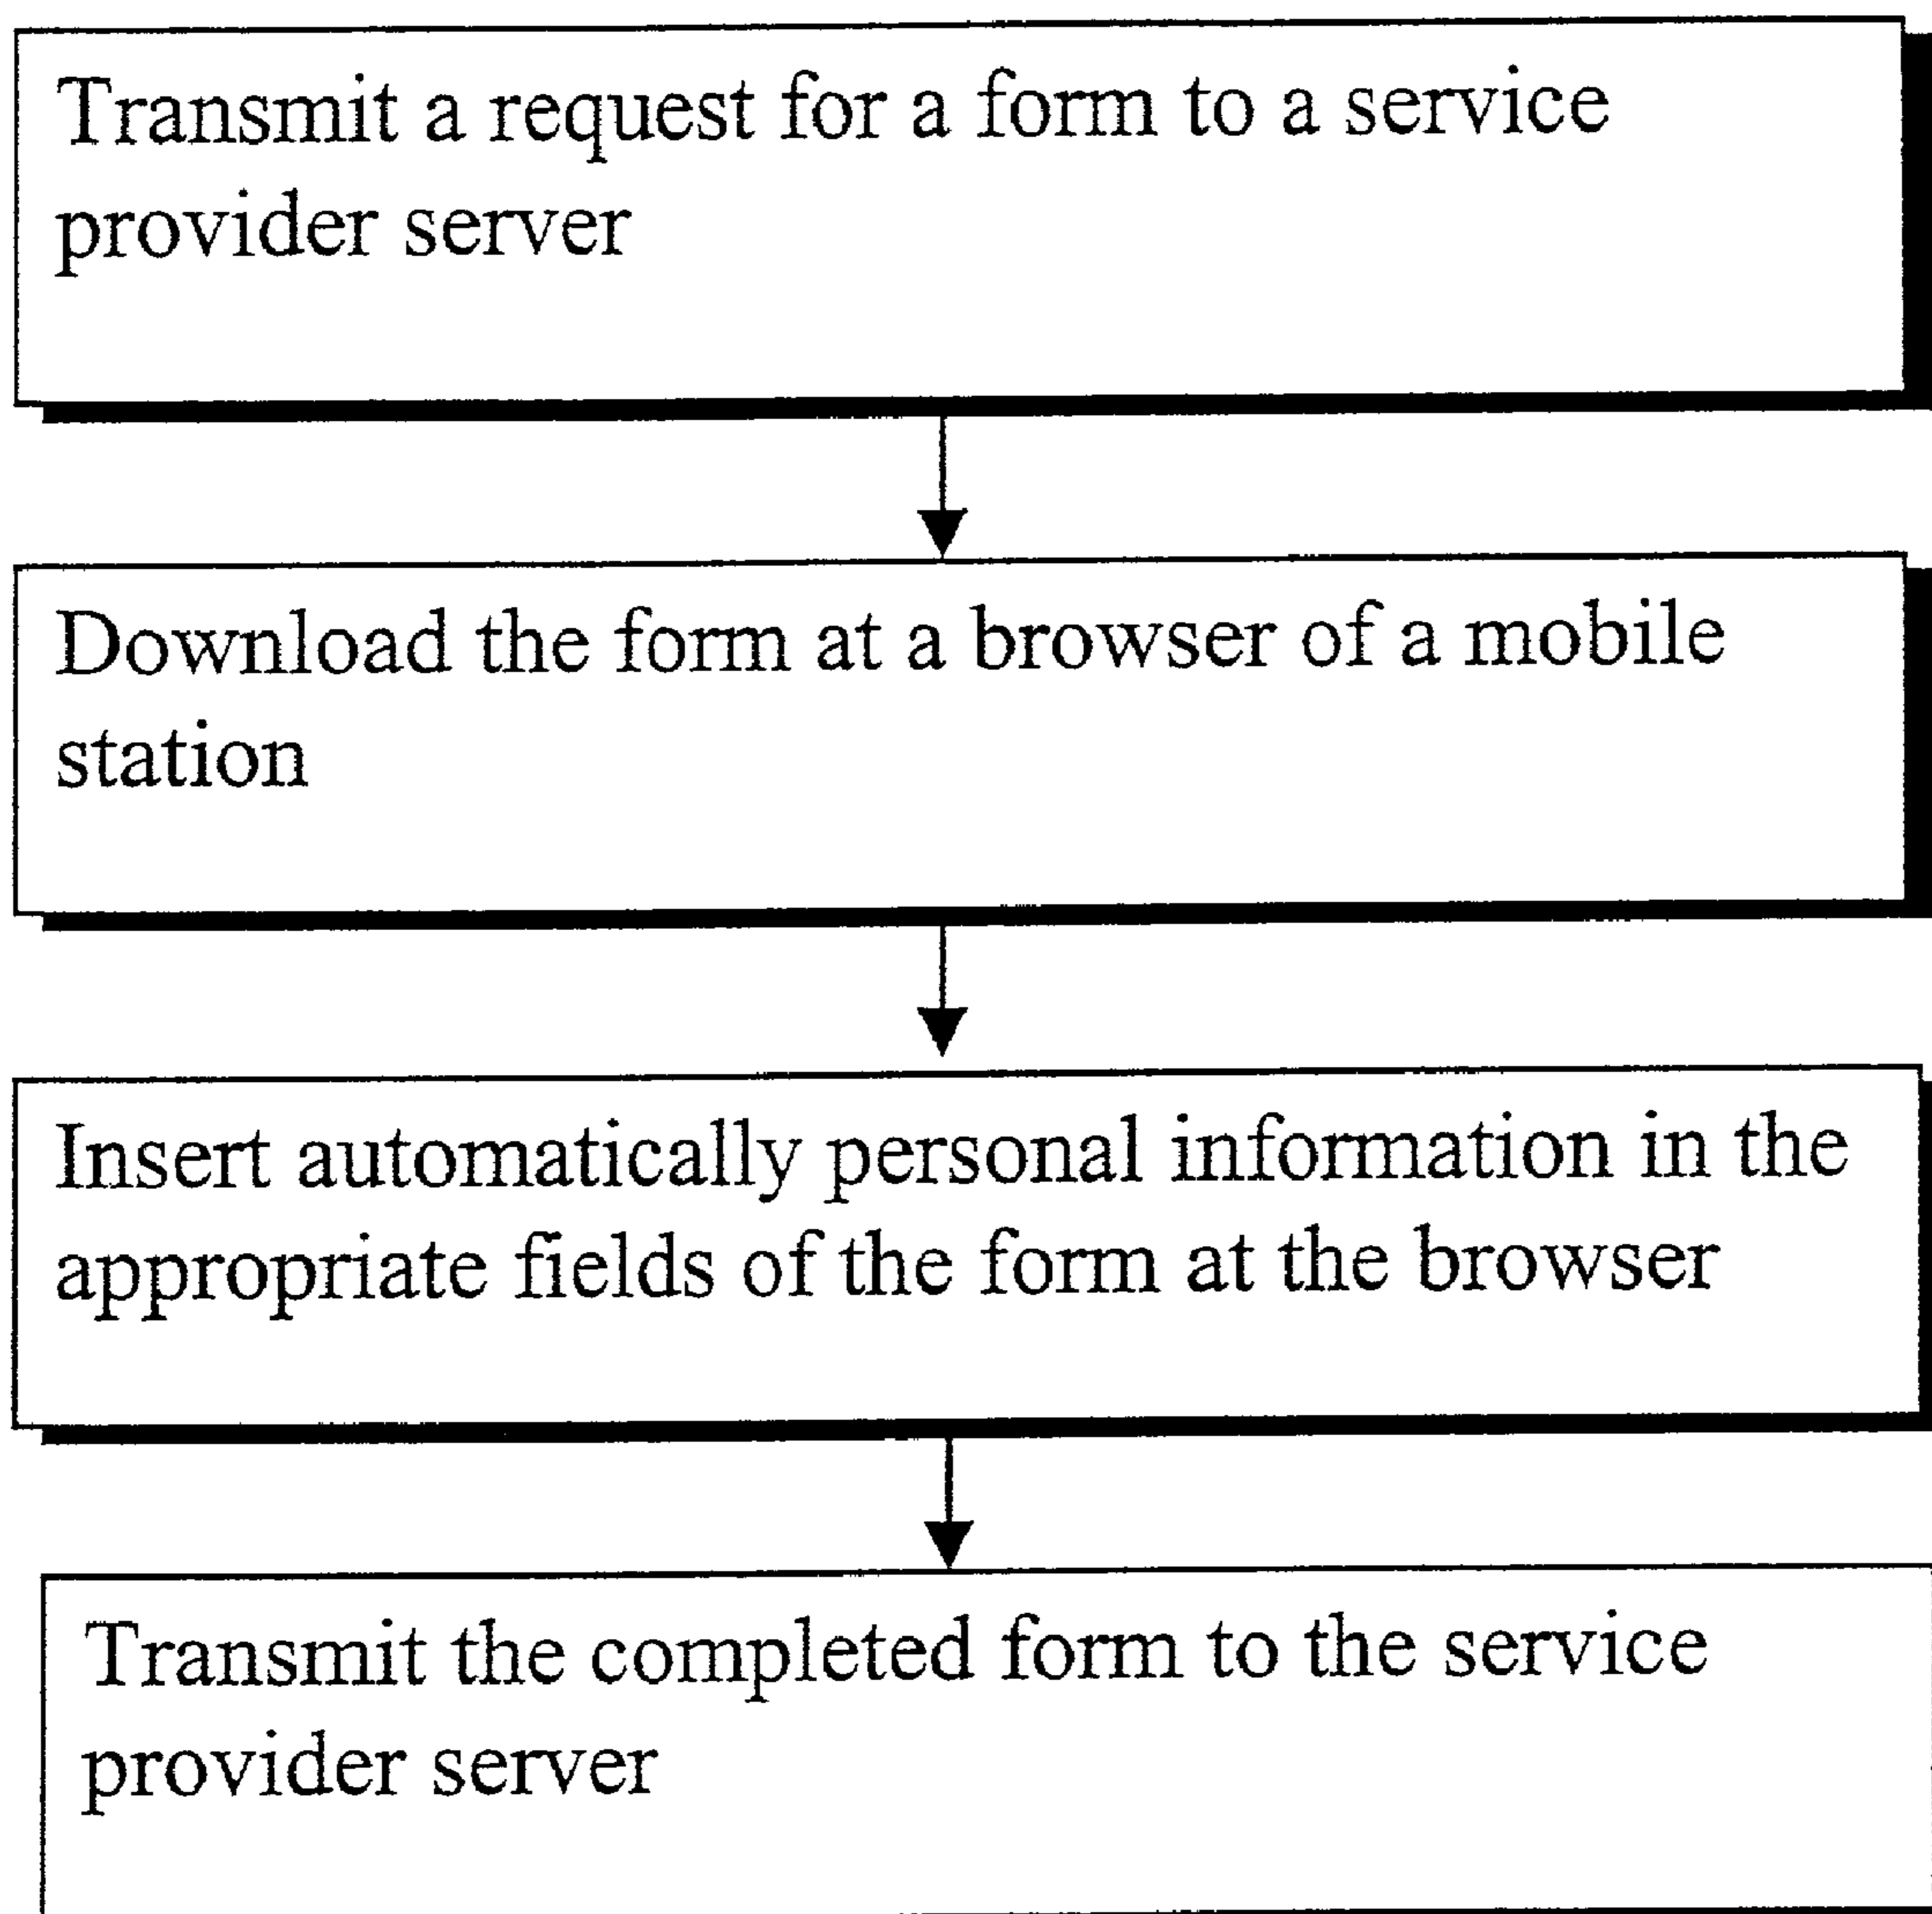 Transmit a request for a form to a service
provider server
Download the form at a browser of a mobile
station
Insert automatically personal information in the
appropriate fields of the form at the browser
Transmit the completed form to the service
provider server